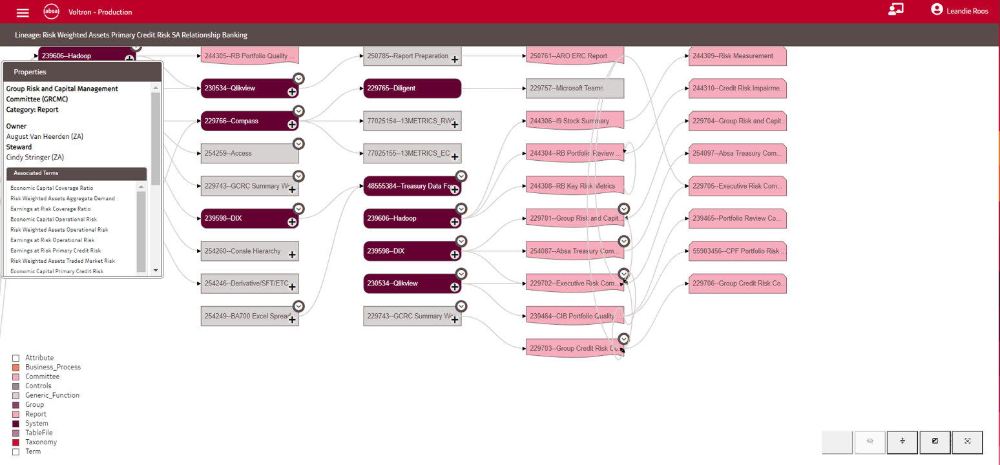 absa
Voltron - Production
Leandie Roos
Lineage: Risk Weighted Assets Primary Credit Risk SA Relationship Banking
239606--Hadoop
244305--RB Portfolio Quality ...
250785--Report Preparation
250761--ARO ERC Report
244309--Risk Measurement
Properties
Group Risk and Capital Management
Committee (GRCMC)
Category: Report
Owner
August Van Heerden (ZA)
Steward
Cindy Stringer (ZA)
Associated Terms
Economic Capital Coverage Ratio
Risk Weighted Assets Aggregate Demand
Earnings at Risk Coverage Ratio
Economic Capital Operational Risk
Risk Weighted Assets Operational Risk
Earnings at Risk Operational Risk
Earnings at Risk Primary Credit Risk
Risk Weighted Assets Traded Market Risk
Economic Capital Primary Credit Risk
230534--Qlikview
229765--Diligent
229757--Microsoft Teams
244310--Credit Risk Impairme...
229766--Compass
77025154--13METRICS_RWA
244306--I9 Stock Summary
229704--Group Risk and Capit...
254259--Access
77025155--13METRICS_EC
244304--RB Portfolio Review ...
254097--Absa Treasury Com...
229743--GCRC Summary
48555384--Treasury Data
244308--RB Key Risk Metrics
229705--Executive Risk Com...
239598--DIX
239606--Hadoop
229701--Group Risk and Capit...
239465--Portfolio Review Co...
254260--Consle Hierarchy
239598--DIX
254087--Absa Treasury Com...
55903456--CPF Portfolio Risk ...
254246--Derivative/SFT/ETC
230534--Qlikview
229702--Executive Risk Com...
229706--Group Credit Risk Co...
254249--BA700 Excel Spread
229743--GCRC Summary
239464--CIB Portfolio Quality ...
229703--Group Credit Risk
Attribute
Business_Process
Committee
Controls
Generic_Function
Group
Report
System
TableFile
Taxonomy
Term